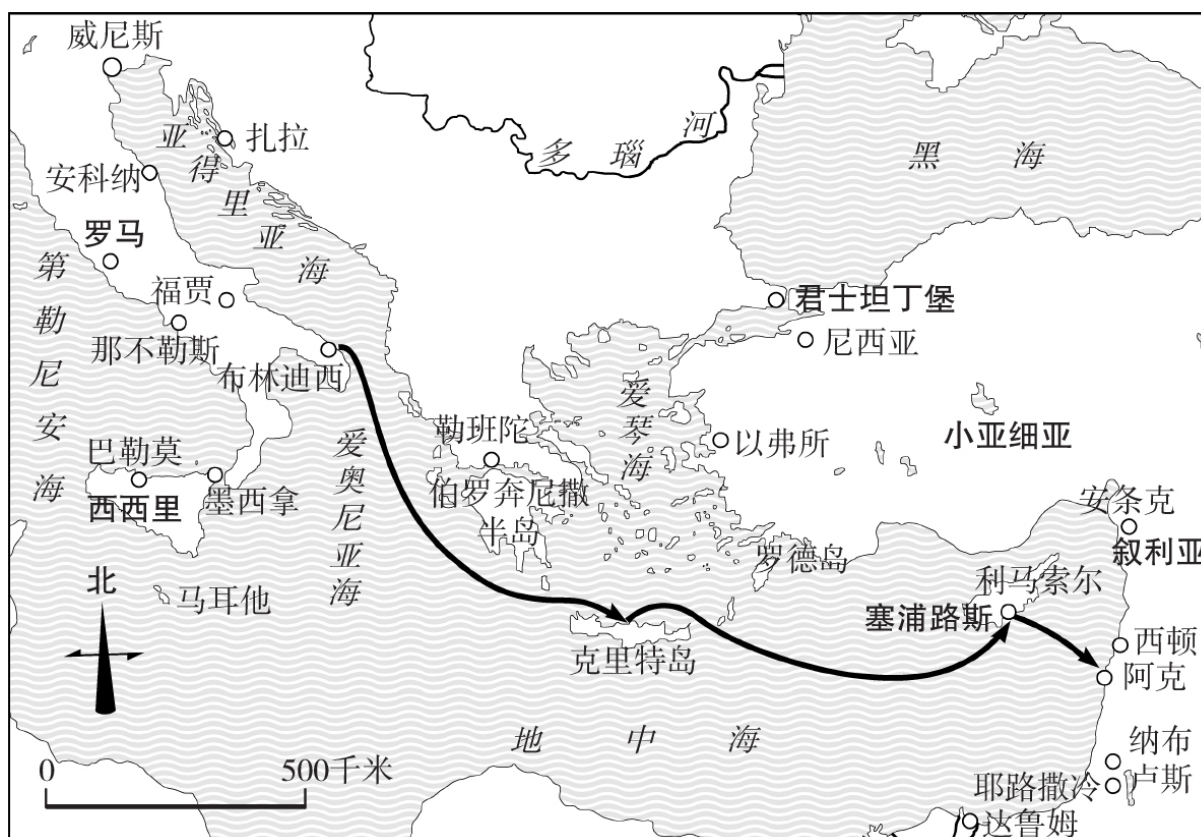 威尼斯
扎拉
亚得里亚海
安科纳
多瑙河
黑海
罗马
第勒尼安海
福贾
那不勒斯
布林迪西
君士坦丁堡
尼西亚
爱琴海
以弗所
小亚细亚
勒班陀
伯罗奔尼撒
半岛
爱奥尼亚海
巴勒莫
西西里
墨西拿
马耳他
北
罗德岛
安条克
叙利亚
利马索尔
塞浦路斯
克里特岛
西顿
阿克
地中海
纳布
卢斯
耶路撒冷
达鲁姆
0
500千米